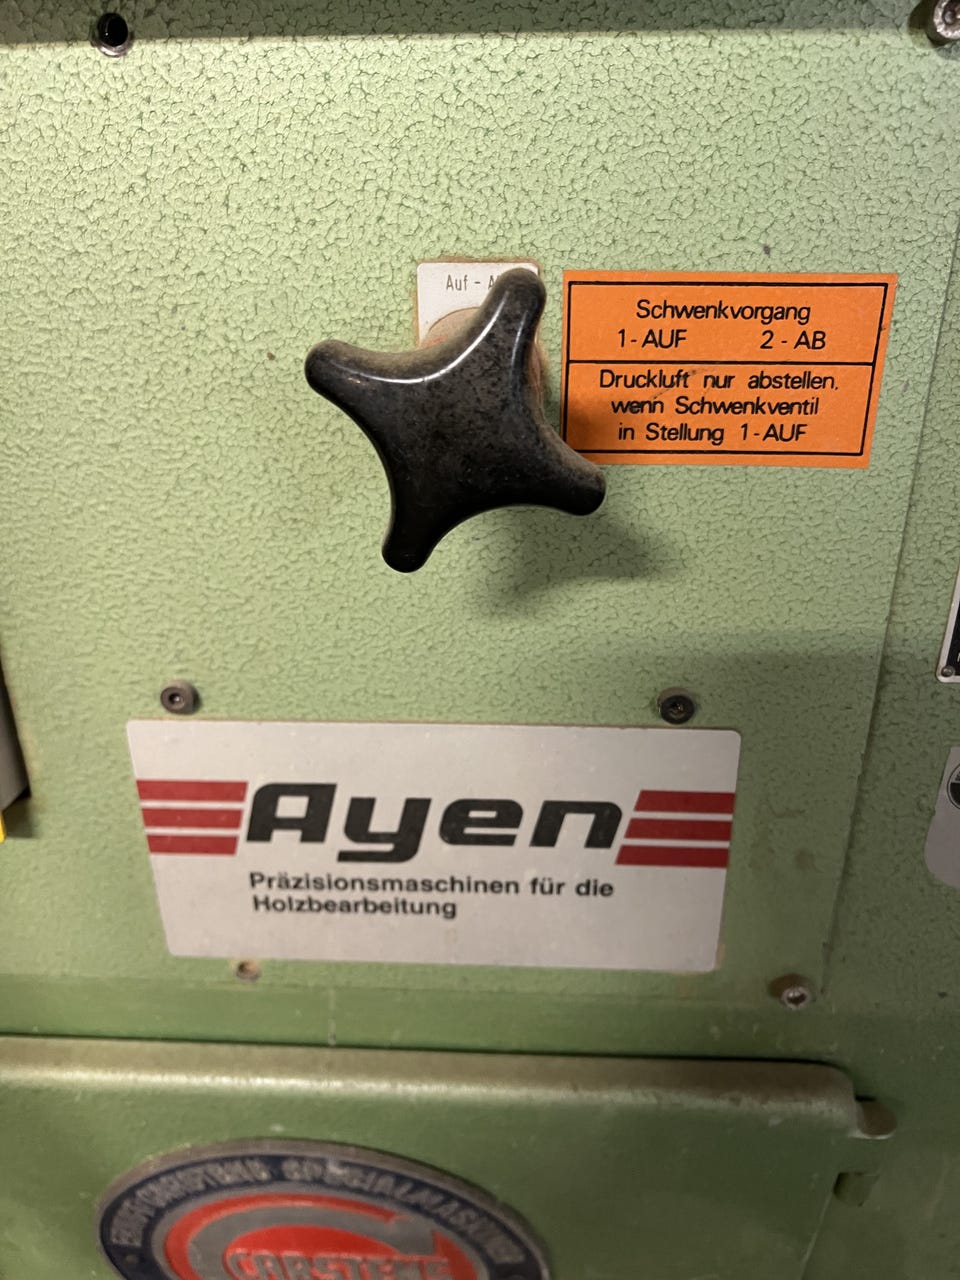 Auf -
Schwenkvorgang
1-AUF 2-AB
Druckluft nur abstellen,
wenn Schwenkventil
in Stellung 1-AUF
Ayen
Präzisionsmaschinen für die
Holzbearbeitung
CARSTENS